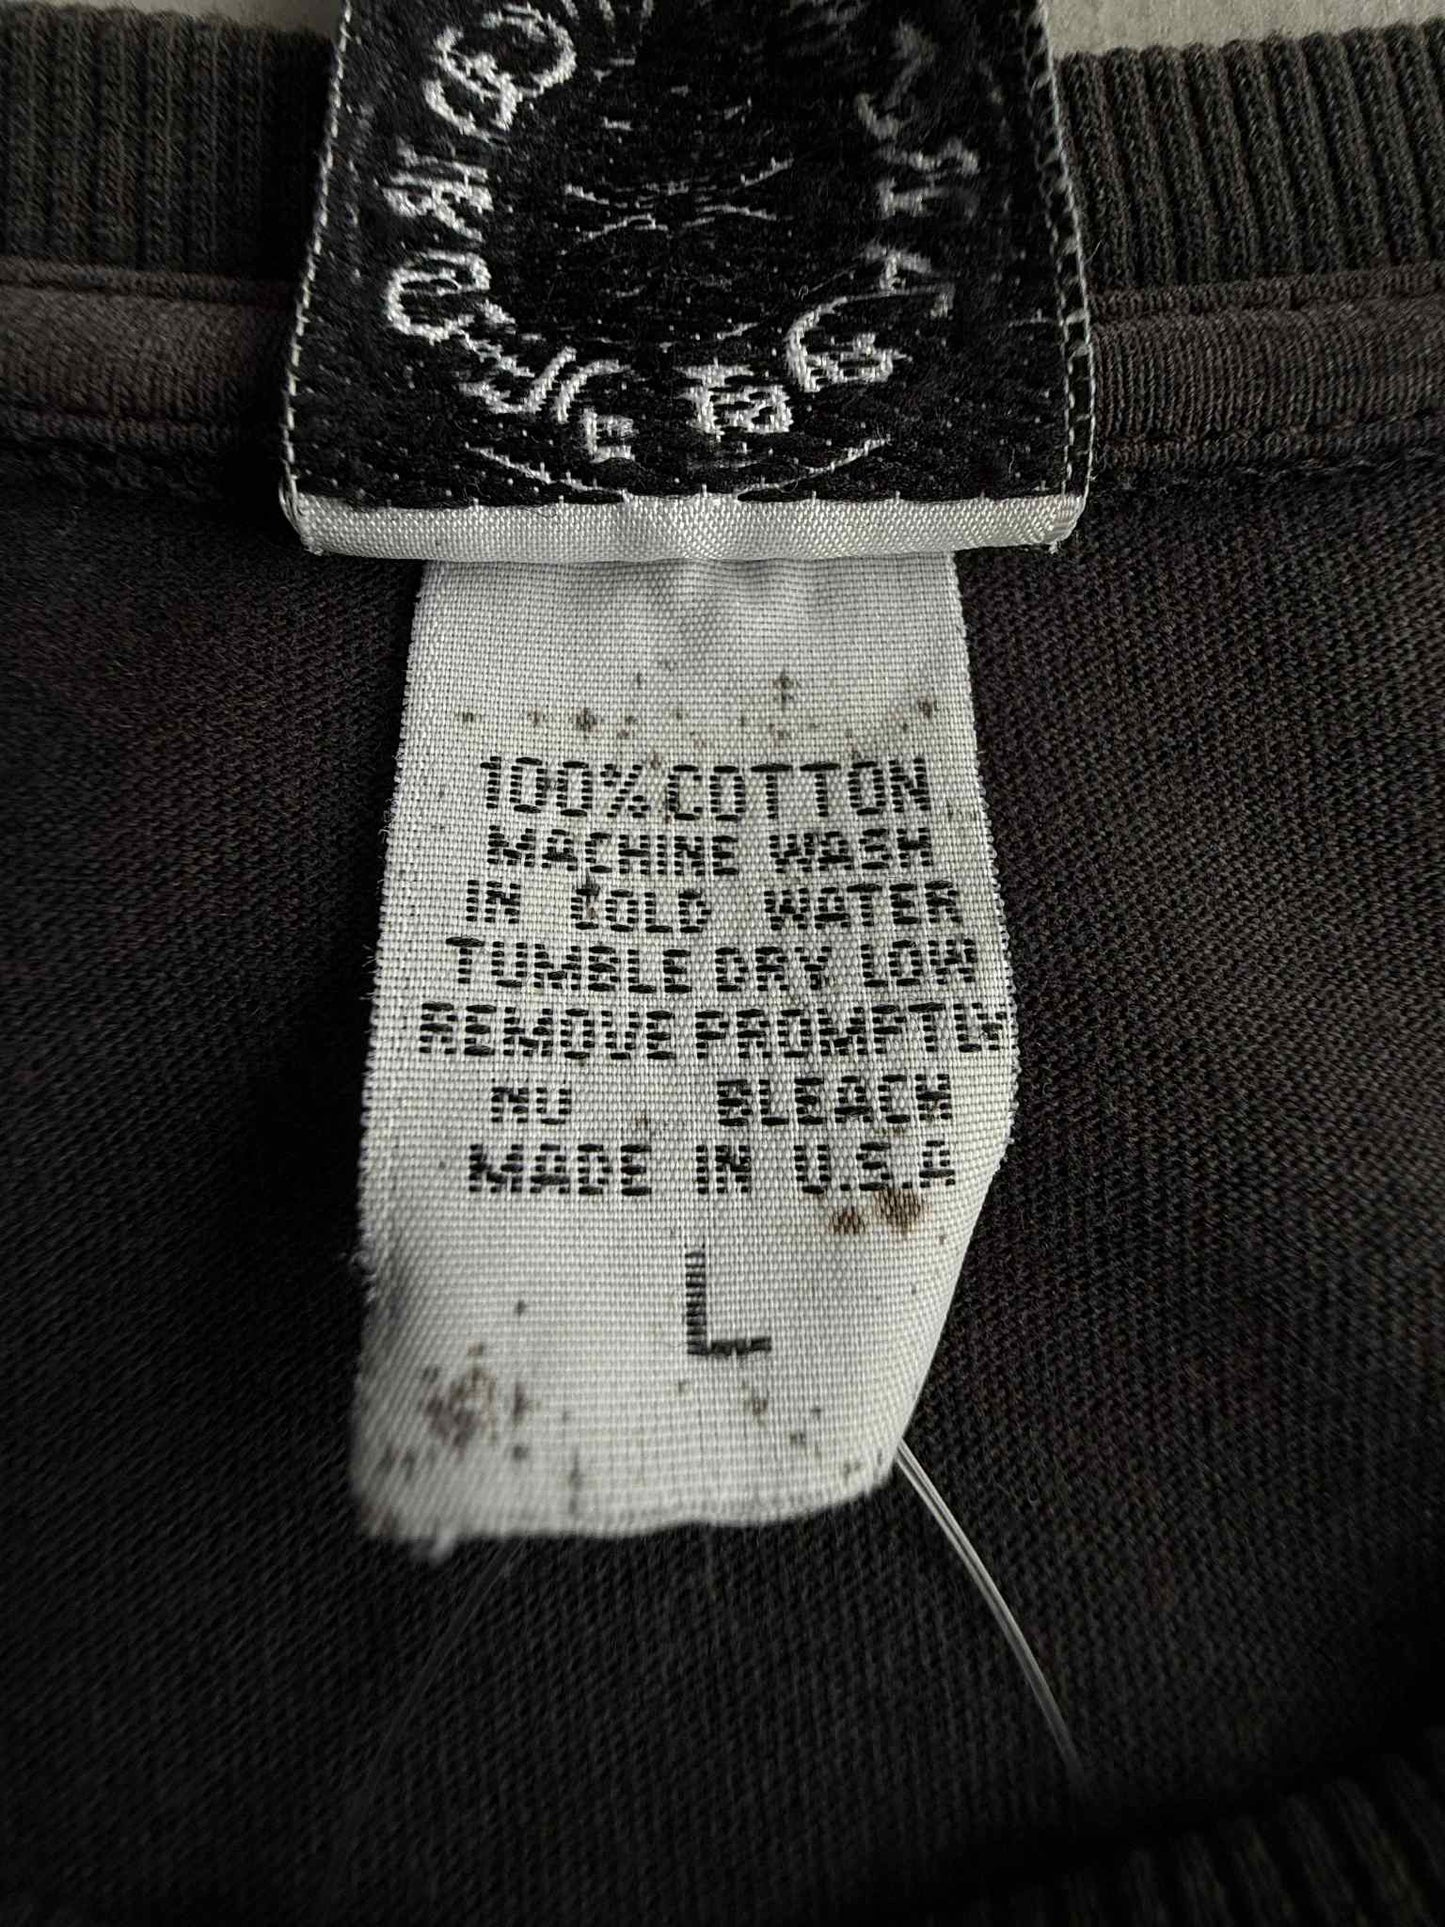 100% COTTON
MACHINE WASH
IN COLD WATER
TUMBLE DRY LOW
REMOVE PROMPTLY
NO BLEACH
MADE IN U.S.A
L